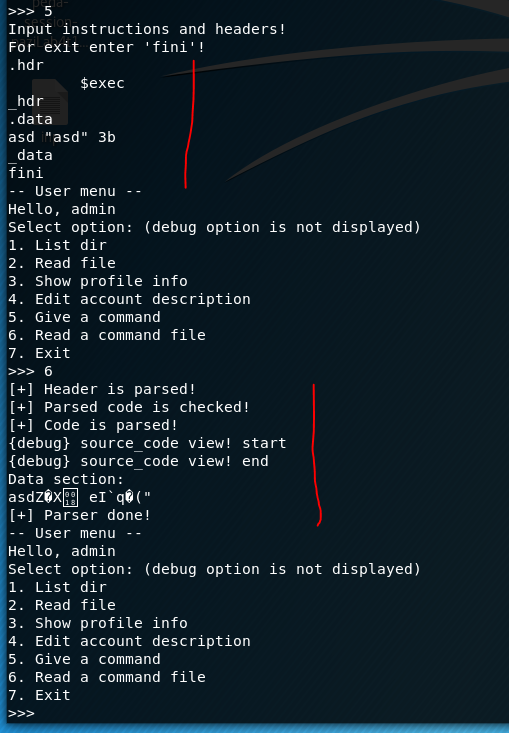 >>> 5
Input instructions and headers!
For exit enter 'fini'!
.hdr
        $exec
_hdr
.data
asd "asd" 3b
_data
fini
-- User menu --
Hello, admin
Select option: (debug option is not displayed)
1. List dir
2. Read file
3. Show profile info
4. Edit account description
5. Give a command
6. Read a command file
7. Exit
>>> 6
[+] Header is parsed!
[+] Parsed code is checked!
[+] Code is parsed!
{debug} source_code view! start
{debug} source_code view! end
Data section:
asdZ�X eI`q�("
[+] Parser done!
-- User menu --
Hello, admin
Select option: (debug option is not displayed)
1. List dir
2. Read file
3. Show profile info
4. Edit account description
5. Give a command
6. Read a command file
7. Exit
>>>